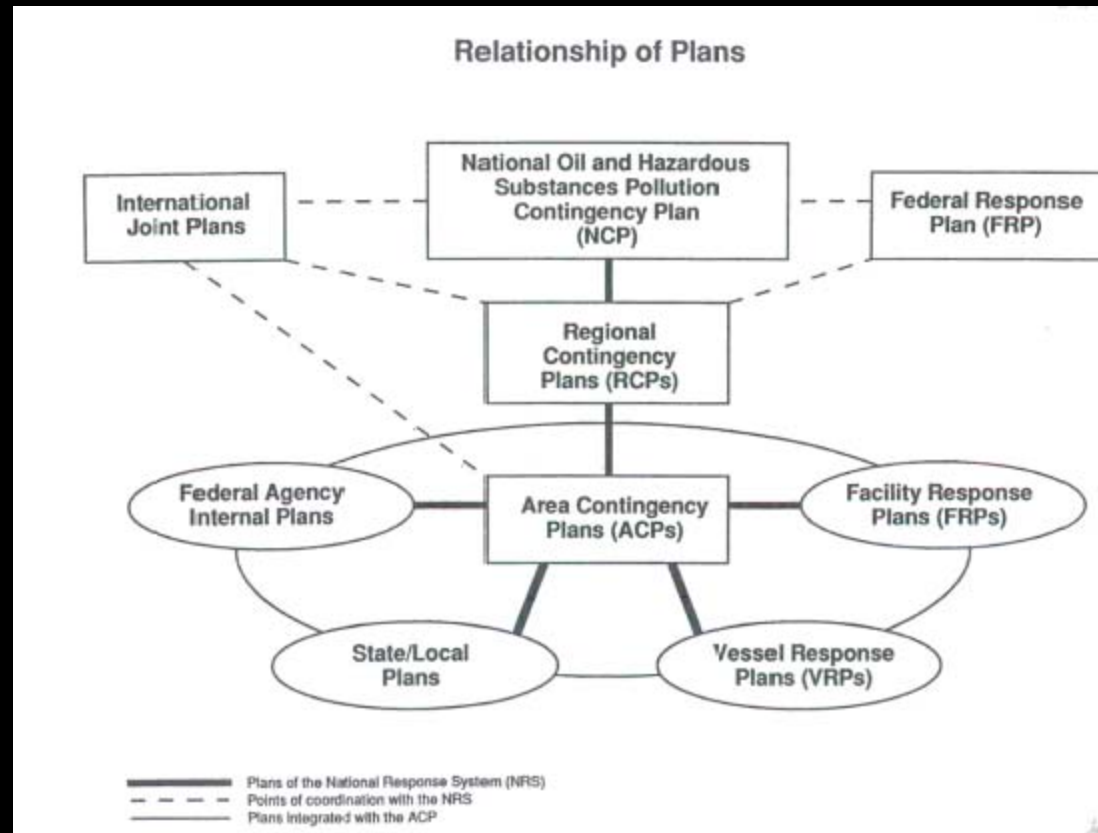 Relationship of Plans
International
Joint Plans
National Oil and Hazardous
Substances Pollution
Contingency Plan
(NCP)
Federal Response
Plan (FRP)
Regional
Contingency
Plans (RCPs)
Federal Agency
Internal Plans
Area Contingency
Plans (ACPs)
Facility Response
Plans (FRPs)
State/Local
Plans
Vessel Response
Plans (VRPs)
Plans of the National Response System (NRS)
Points of coordination with the NRS
Plans integrated with the ACP